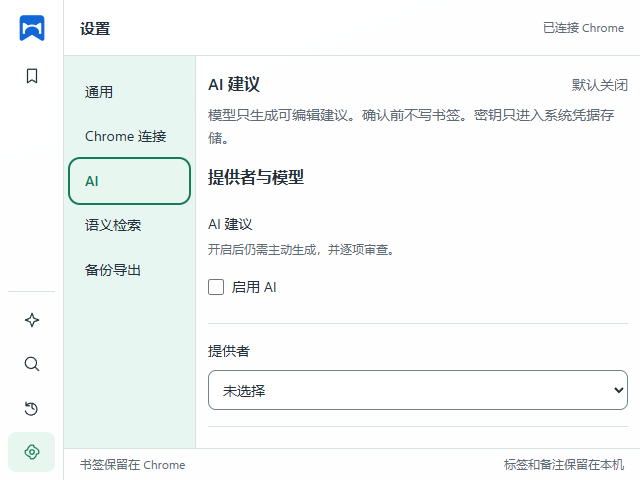 设置
已连接 Chrome
通用
Chrome 连接
AI
语义检索
备份导出
AI 建议
默认关闭
模型只生成可编辑建议。确认前不写书签。密钥只进入系统凭据存
储。
提供者与模型
AI 建议
开启后仍需主动生成，并逐项审查。
启用 AI
提供者
未选择
书签保留在 Chrome
标签和备注保留在本机